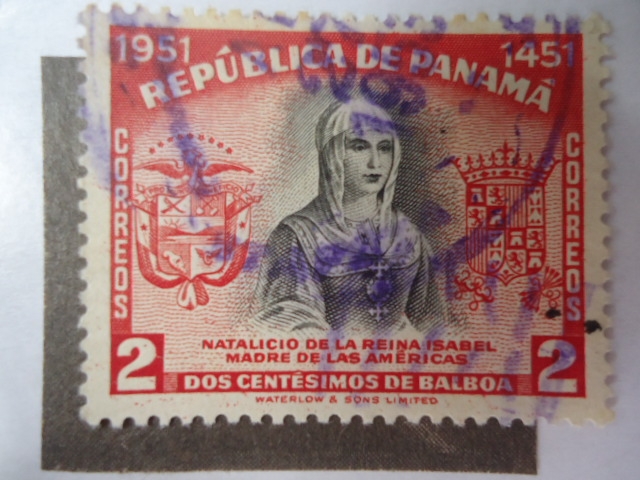 1951 1451
REPÚBLICA DE PANAMÁ
CORREOS
CORREOS
NATALICIO DE LA REINA ISABEL
MADRE DE LAS AMÉRICAS
2 2
DOS CENTÉSIMOS DE BALBOA
WATERLOW & SONS LIMITED